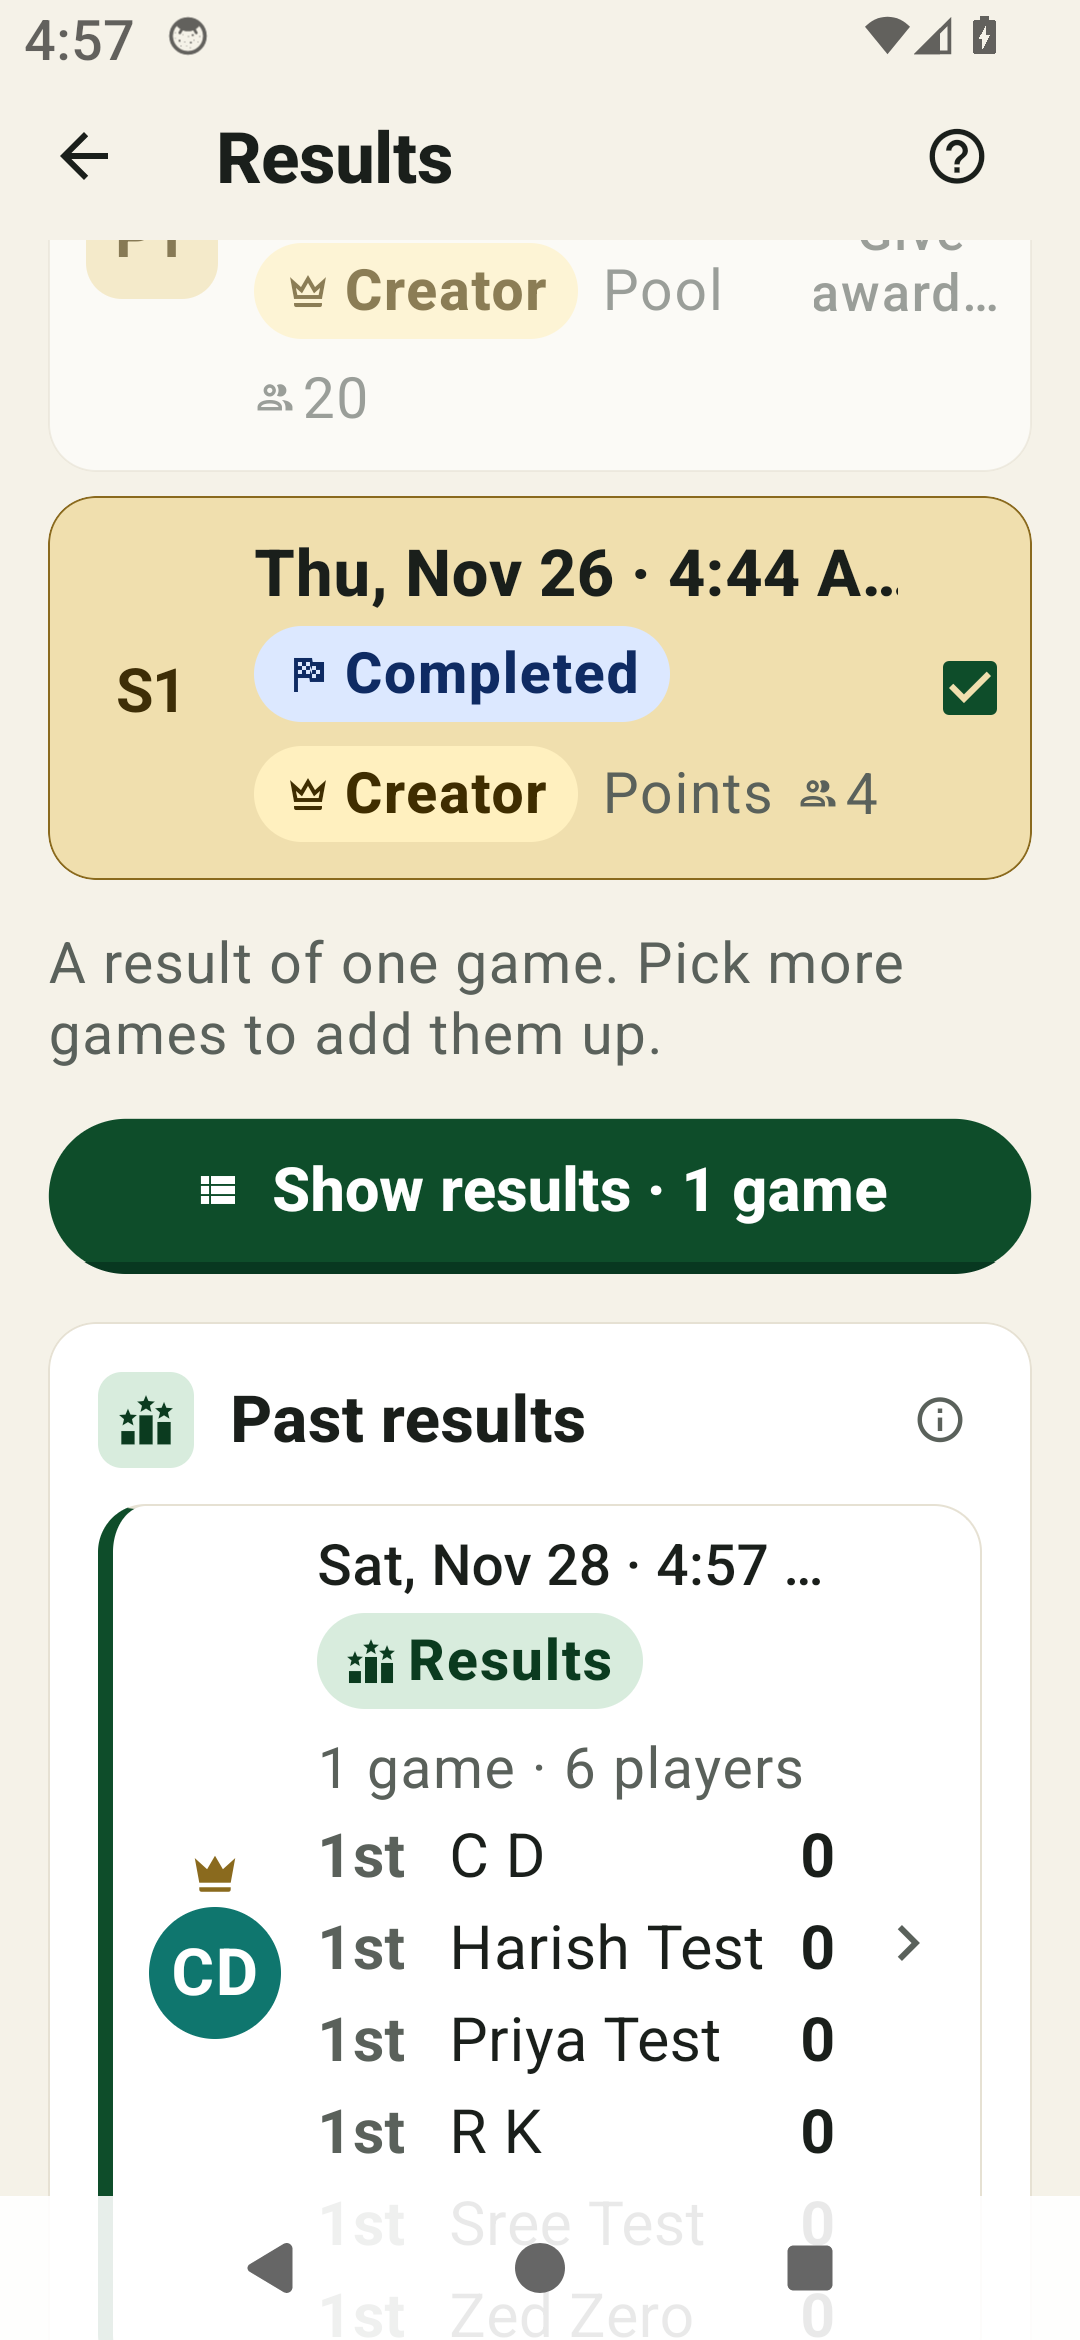 4:57
Results
Creator Pool
award…
20
Thu, Nov 26 · 4:44 A…
Completed
S1
Creator Points 4
A result of one game. Pick more
games to add them up.
Show results · 1 game
Past results
Sat, Nov 28 · 4:57 …
Results
1 game · 6 players
1st C D 0
CD
1st Harish Test 0
1st Priya Test 0
1st R K 0
1st Sree Test 0
1st Zed Zero 0